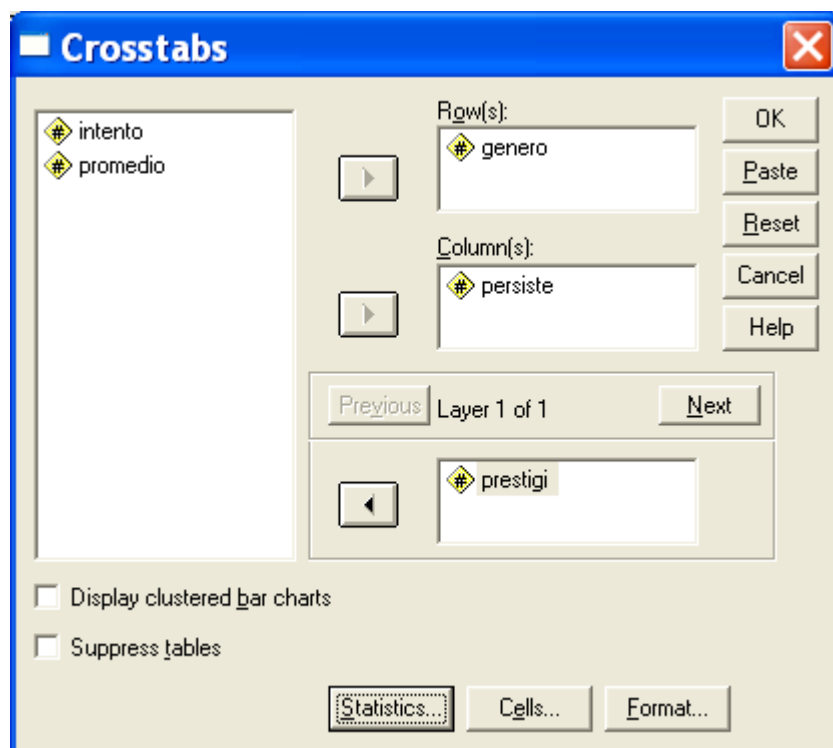 Crosstabs
# intento
# promedio
Row(s):
# genero
Column(s):
# persiste
Previous Layer 1 of 1 Next
# prestigi
OK
Paste
Reset
Cancel
Help
Display clustered bar charts
Suppress tables
Statistics... Cells... Format...